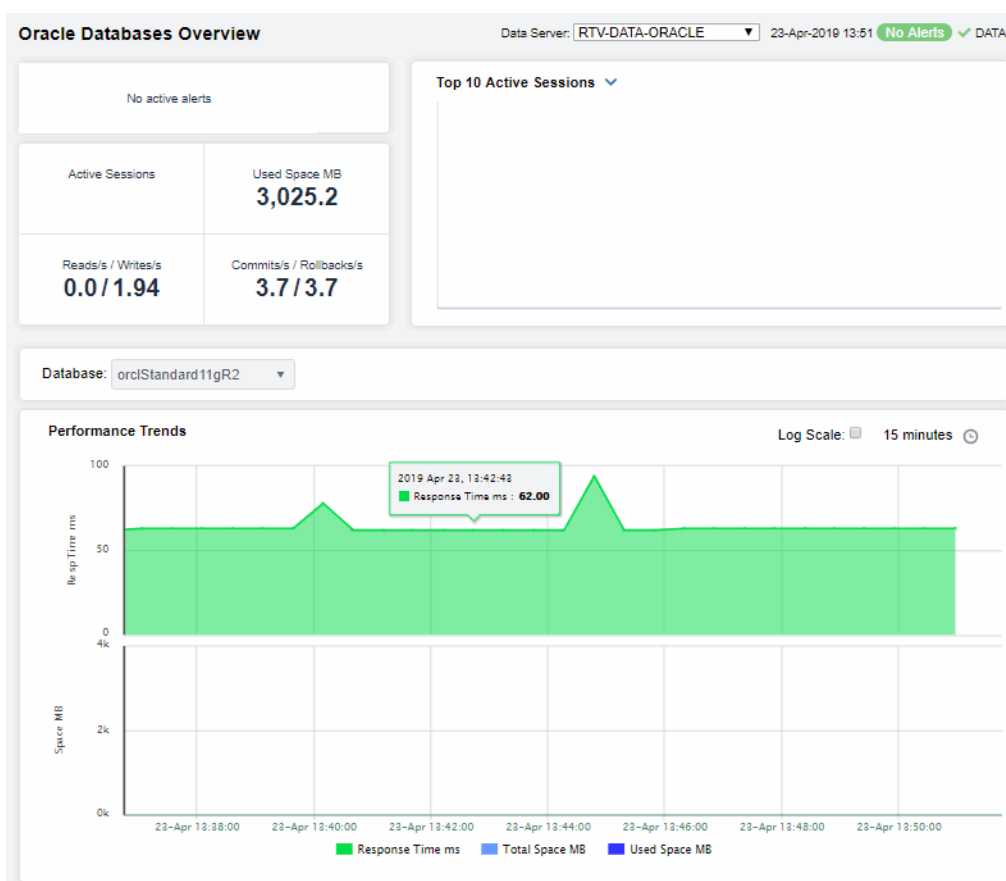 Oracle Databases Overview
Data Server: RTV-DATA-ORACLE 23-Apr-2019 13:51 No Alerts DATA
No active alerts
Top 10 Active Sessions
Active Sessions
Used Space MB
3,025.2
Reads/s / Writes/s
0.0 / 1.94
Commits/s / Rollbacks/s
3.7 / 3.7
Database: orclStandard11gR2
Performance Trends
Log Scale: 15 minutes
100
50
0
Resp Time ms
2019 Apr 23, 13:42:43
Response Time ms : 62.00
4k
2k
0k
Space MB
23-Apr 13:38:00 23-Apr 13:40:00 23-Apr 13:42:00 23-Apr 13:44:00 23-Apr 13:46:00 23-Apr 13:48:00 23-Apr 13:50:00
Response Time ms Total Space MB Used Space MB